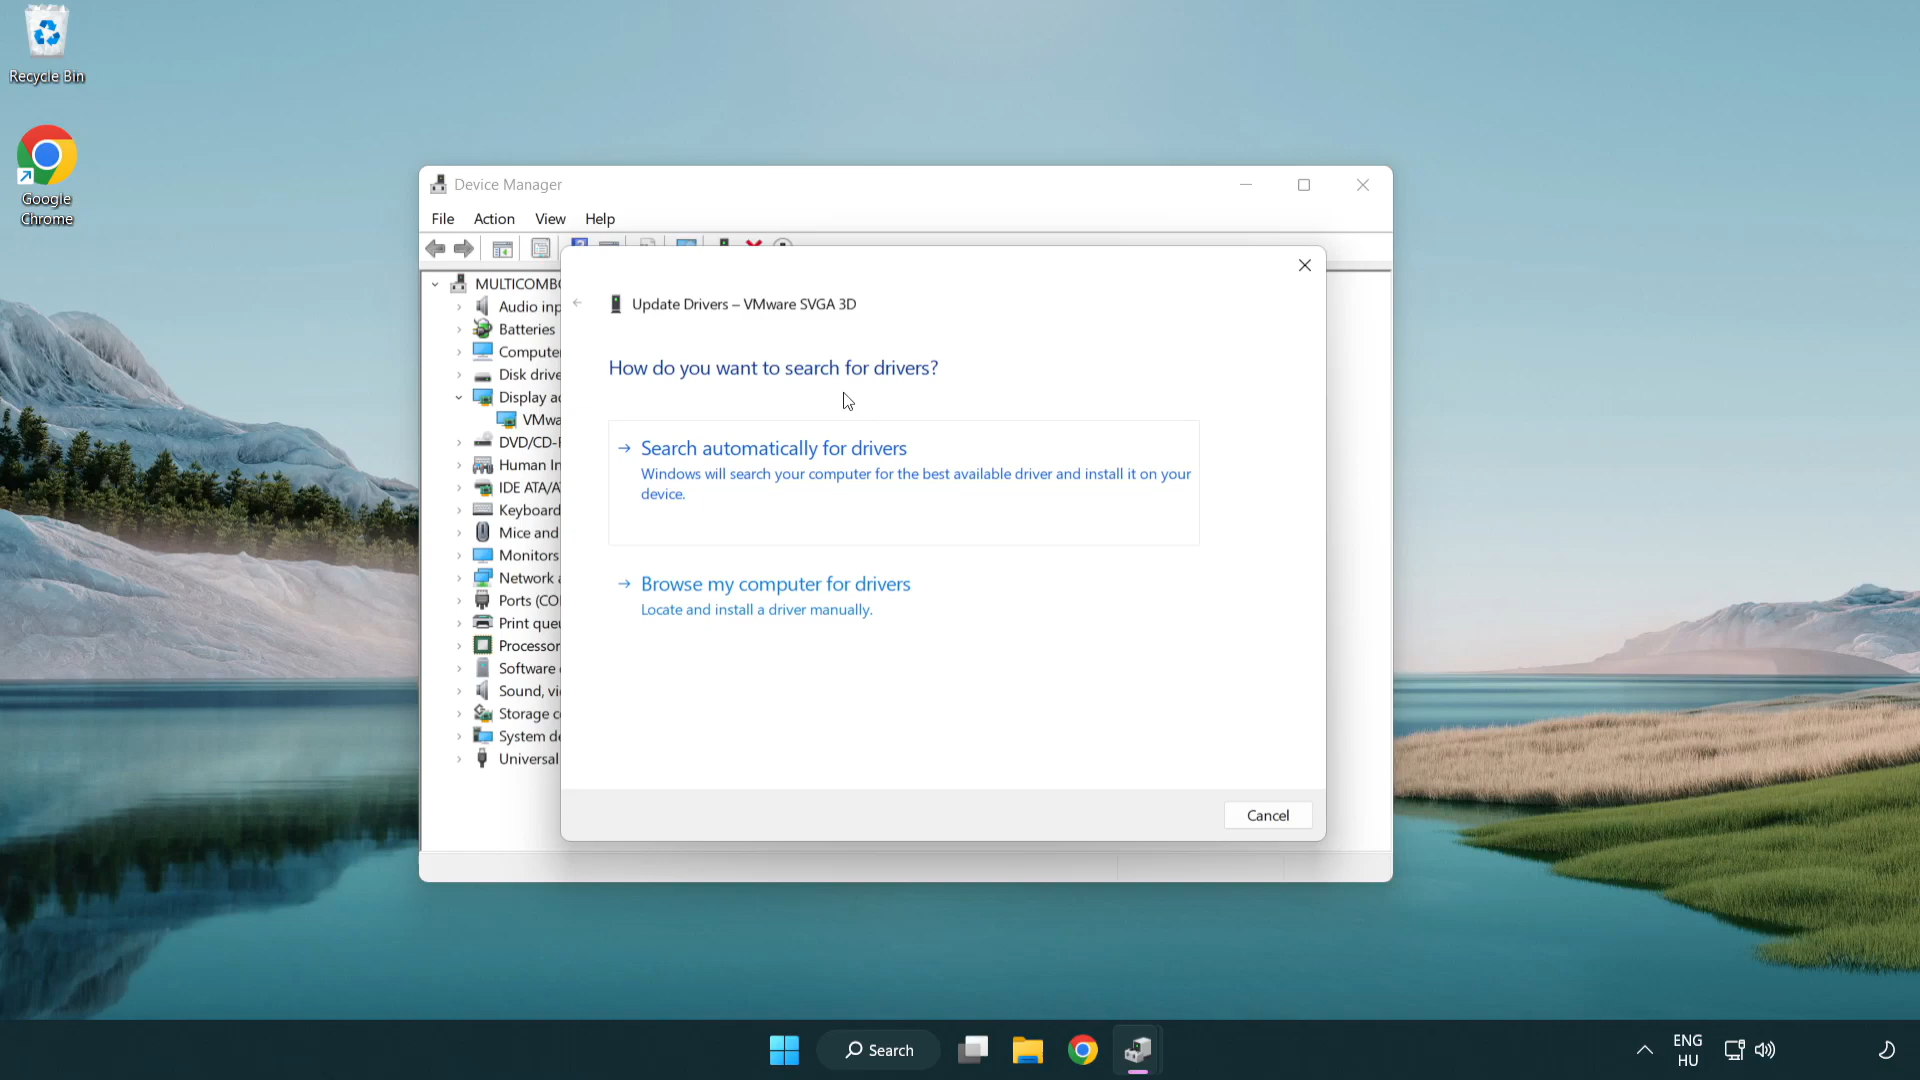 Recycle Bin
Google
Chrome
Device Manager
File Action View Help
MULTICOMBO
Audio inp
Batteries
Compute
Disk drive
Display ad
VMwa
DVD/CD-R
Human In
IDE ATA/A
Keyboard
Mice and
Monitors
Network a
Ports (CO
Print queu
Processor
Software
Sound, vi
Storage c
System de
Universal
Update Drivers – VMware SVGA 3D
How do you want to search for drivers?
Search automatically for drivers
Windows will search your computer for the best available driver and install it on your
device.
Browse my computer for drivers
Locate and install a driver manually.
Cancel
Search
ENG
HU